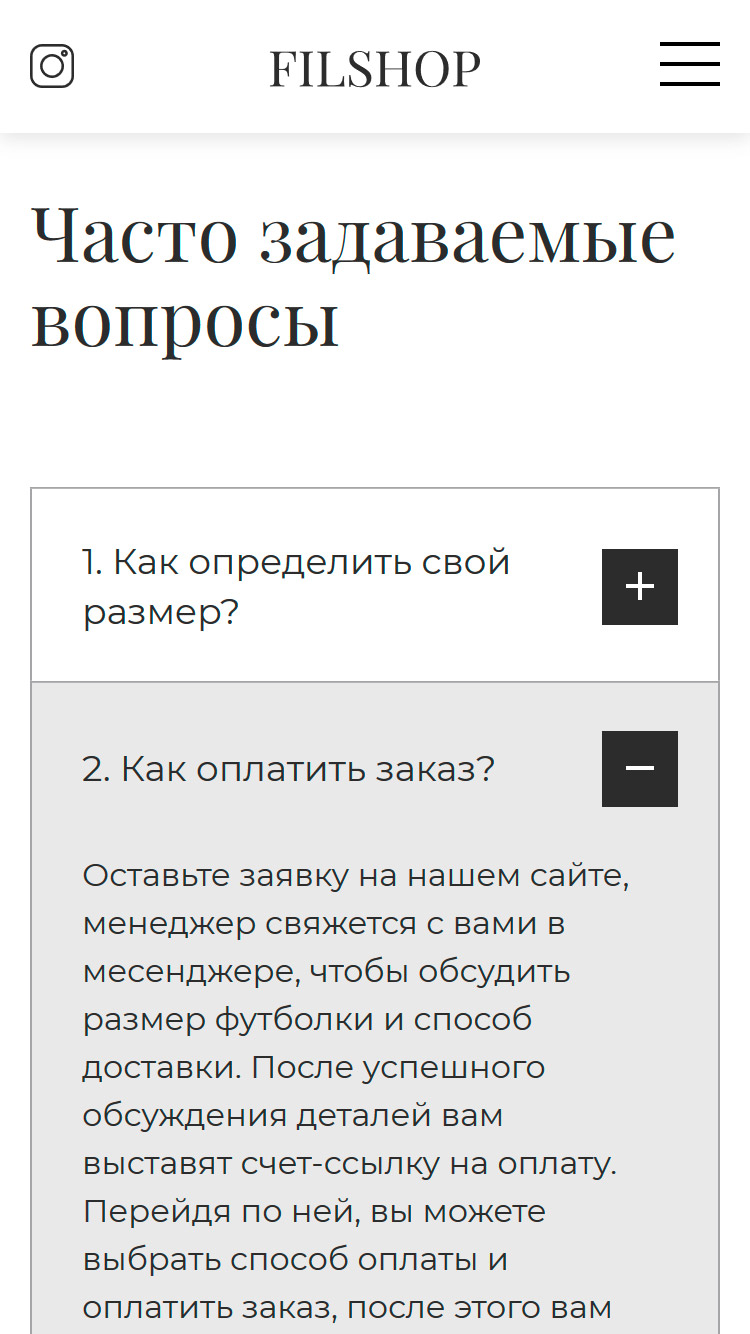 FILSHOP
Часто задаваемые
вопросы
1. Как определить свой
размер?
2. Как оплатить заказ?
Оставьте заявку на нашем сайте,
менеджер свяжется с вами в
месенджере, чтобы обсудить
размер футболки и способ
доставки. После успешного
обсуждения деталей вам
выставят счет-ссылку на оплату.
Перейдя по ней, вы можете
выбрать способ оплаты и
оплатить заказ, после этого вам